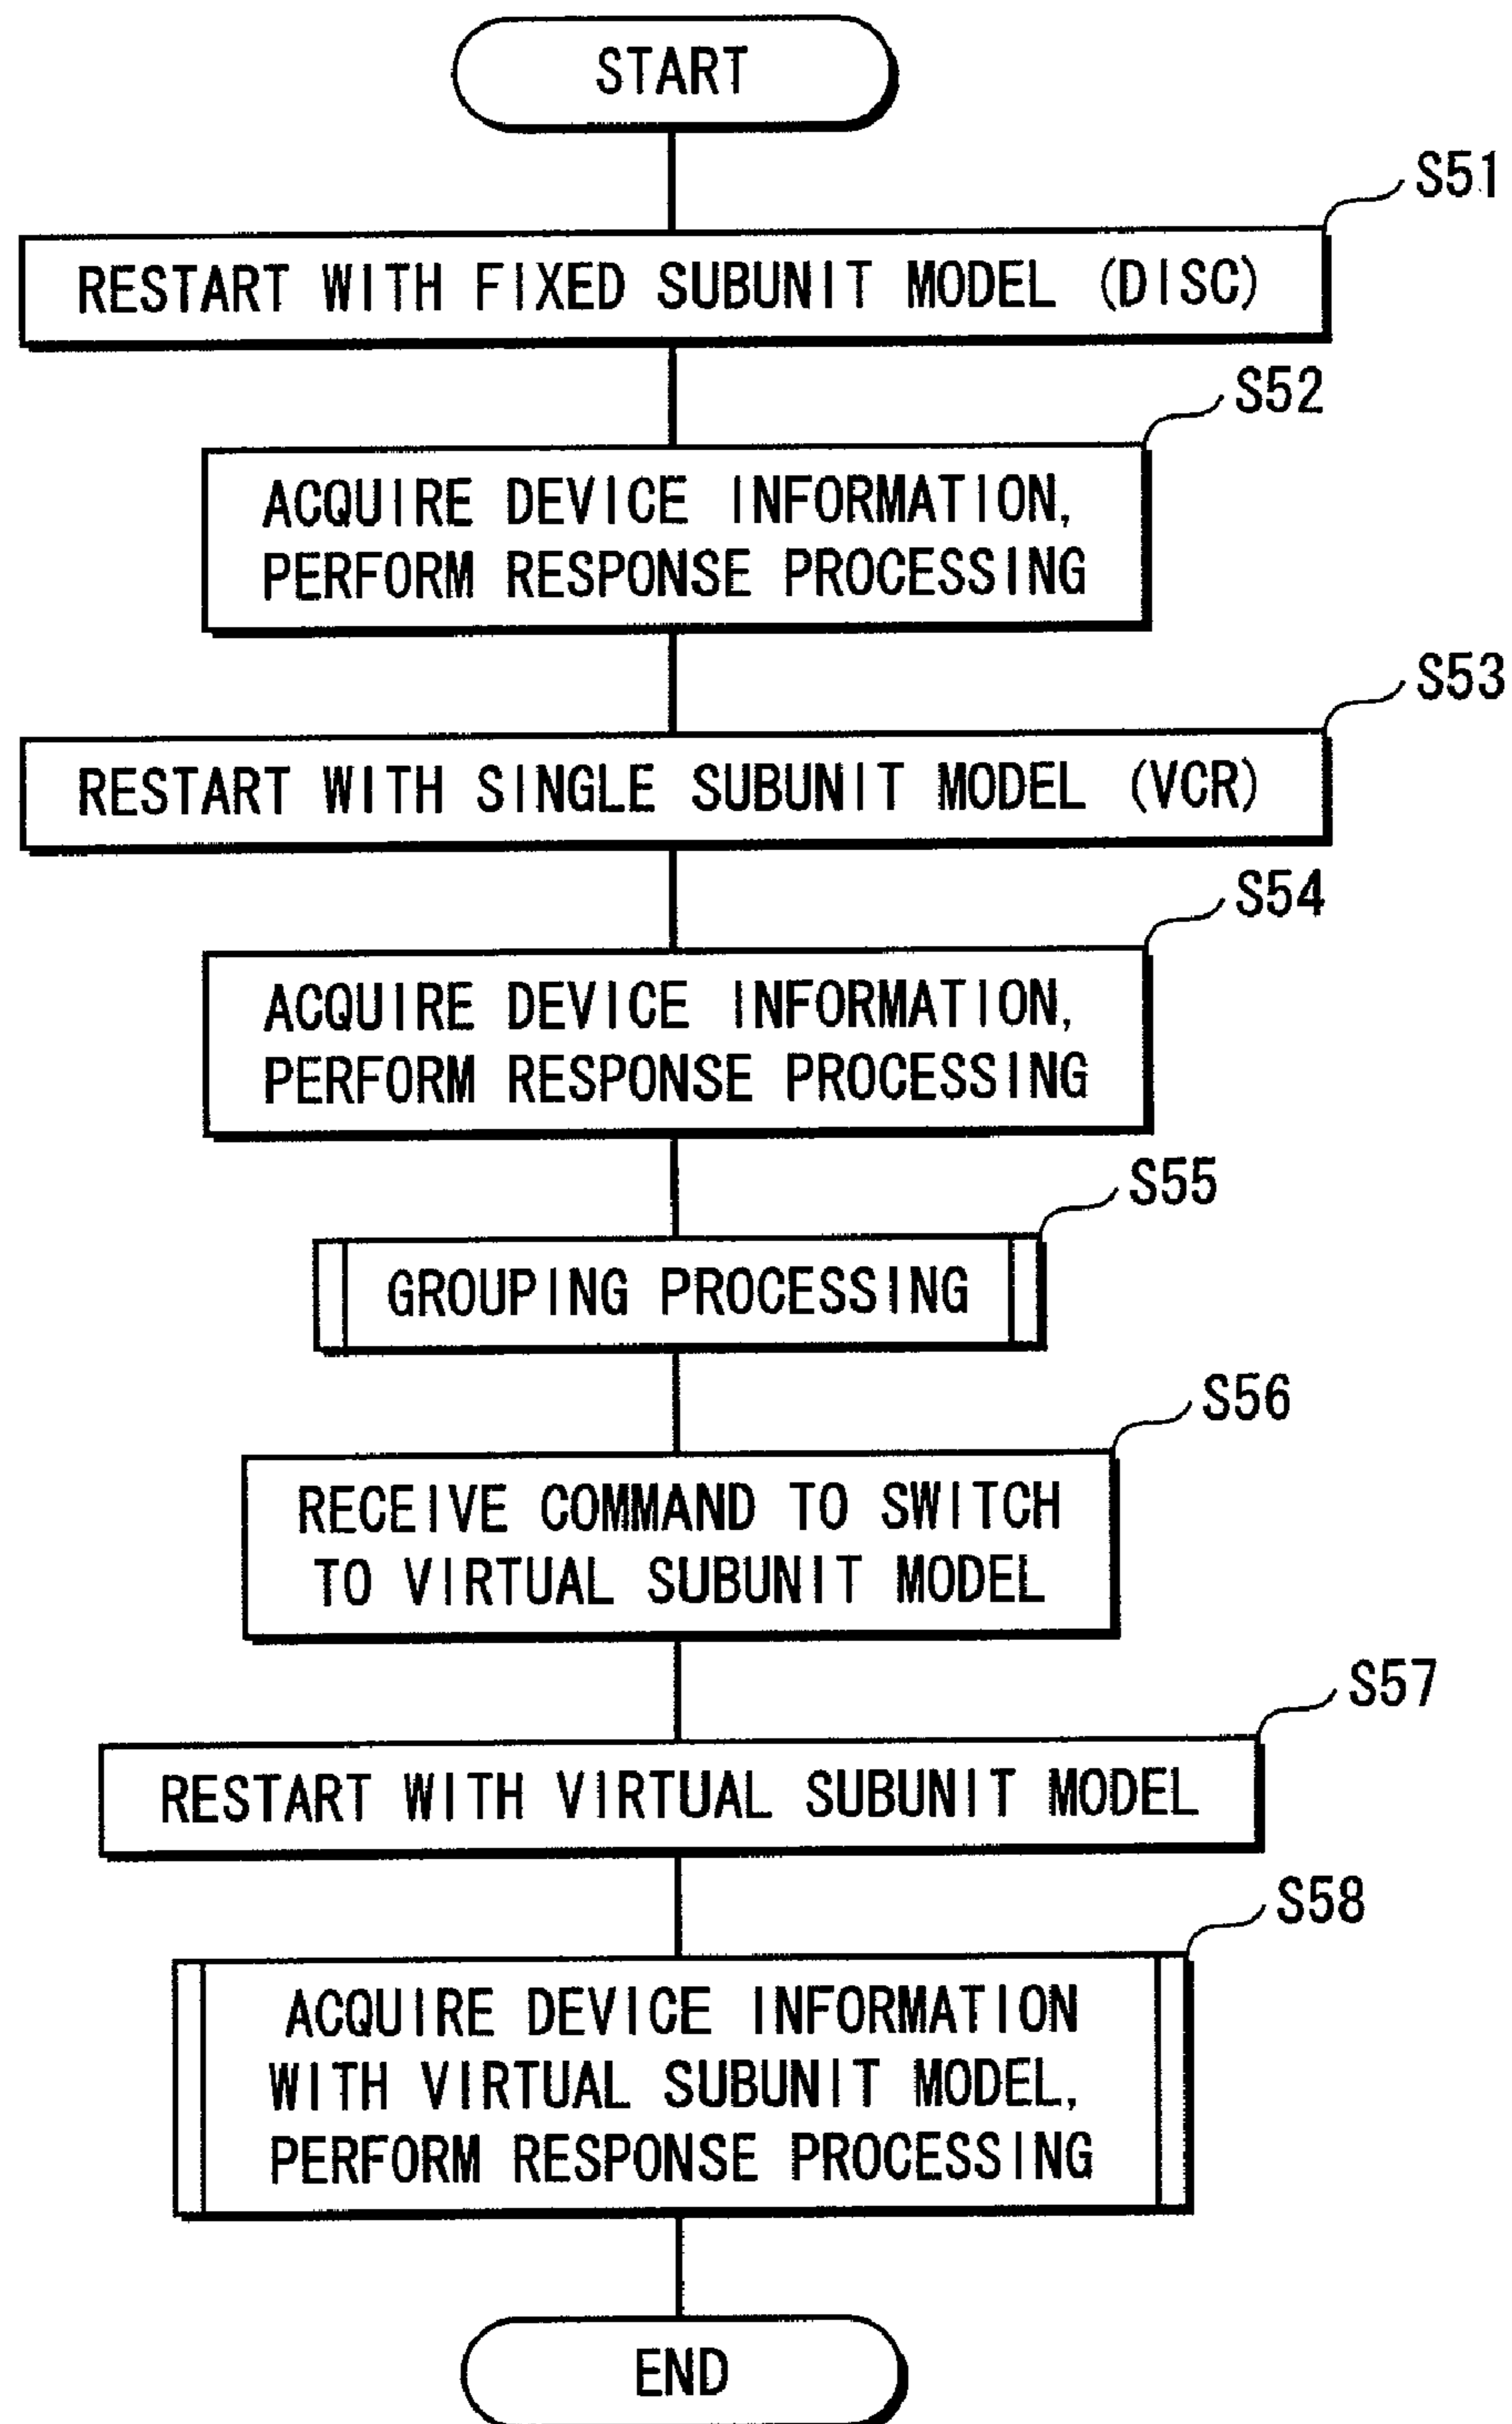 START
S51
RESTART WITH FIXED SUBUNIT MODEL (DISC)
S52
ACQUIRE DEVICE INFORMATION,
PERFORM RESPONSE PROCESSING
S53
RESTART WITH SINGLE SUBUNIT MODEL (VCR)
S54
ACQUIRE DEVICE INFORMATION,
PERFORM RESPONSE PROCESSING
S55
GROUPING PROCESSING
S56
RECEIVE COMMAND TO SWITCH
TO VIRTUAL SUBUNIT MODEL
S57
RESTART WITH VIRTUAL SUBUNIT MODEL
S58
ACQUIRE DEVICE INFORMATION
WITH VIRTUAL SUBUNIT MODEL,
PERFORM RESPONSE PROCESSING
END